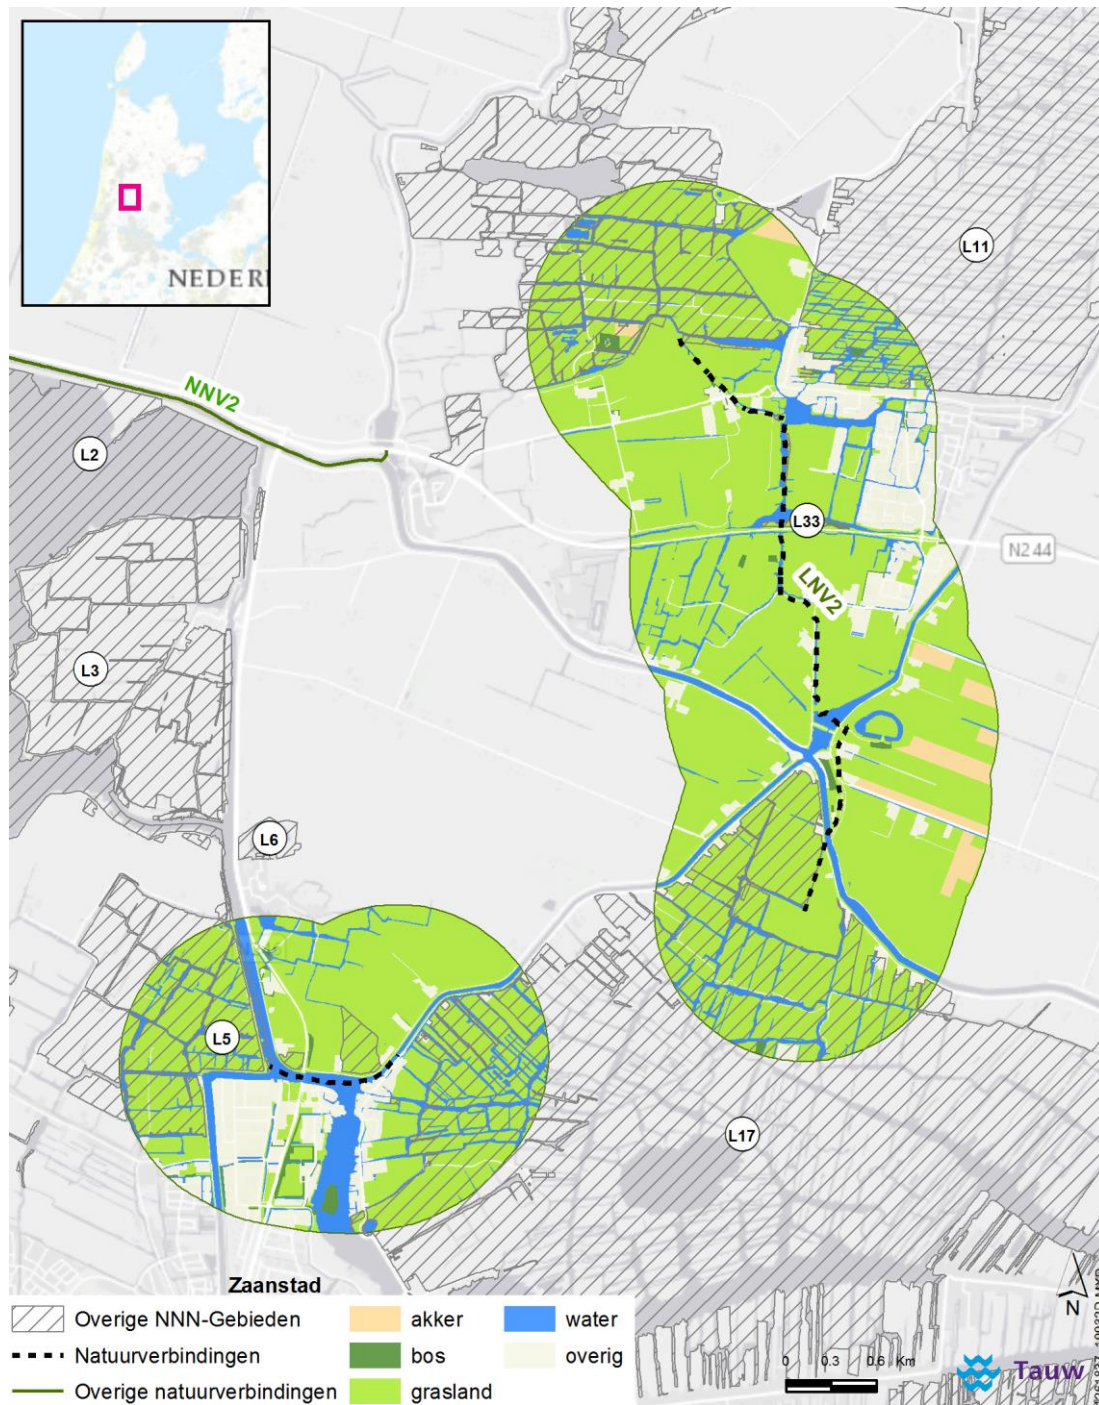 NEDER
L11
NNV2
L2
L33
N244
LNV2
L3
L6
L5
L17
Zaanstad
Overige NNN-Gebieden
Natuurverbindingen
Overige natuurverbindingen
akker
bos
grasland
water
overig
0 0.3 0.6 Km
N
Tauw